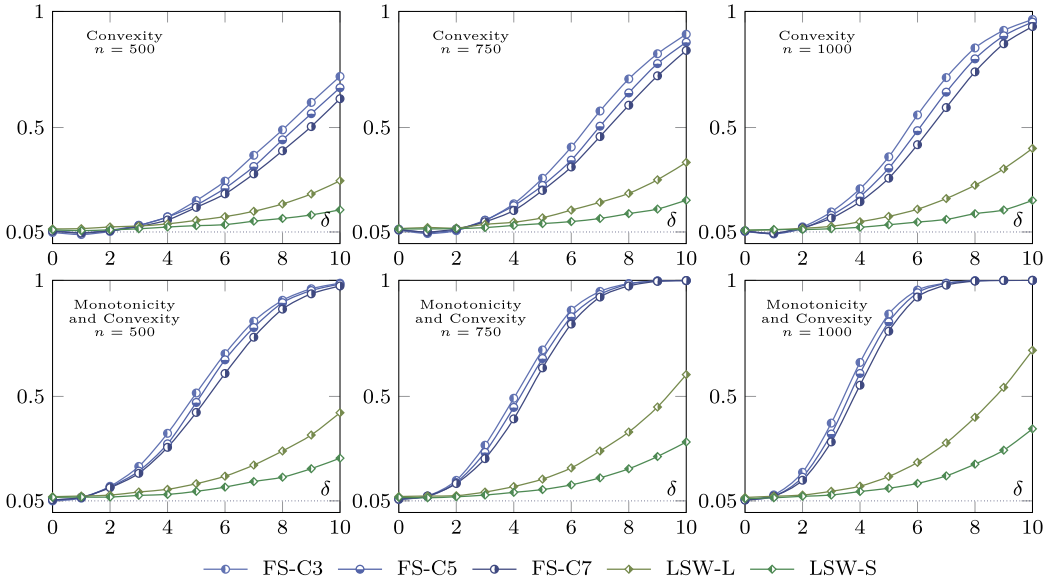 1
0.5
0.05
Convexity
n = 500
δ
0 2 4 6 8 10
1
0.5
0.05
Convexity
n = 750
δ
0 2 4 6 8 10
1
0.5
0.05
Convexity
n = 1000
δ
0 2 4 6 8 10
1
0.5
0.05
Monotonicity
and Convexity
n = 500
δ
0 2 4 6 8 10
1
0.5
0.05
Monotonicity
and Convexity
n = 750
δ
0 2 4 6 8 10
1
0.5
0.05
Monotonicity
and Convexity
n = 1000
δ
0 2 4 6 8 10
FS-C3 FS-C5 FS-C7 LSW-L LSW-S